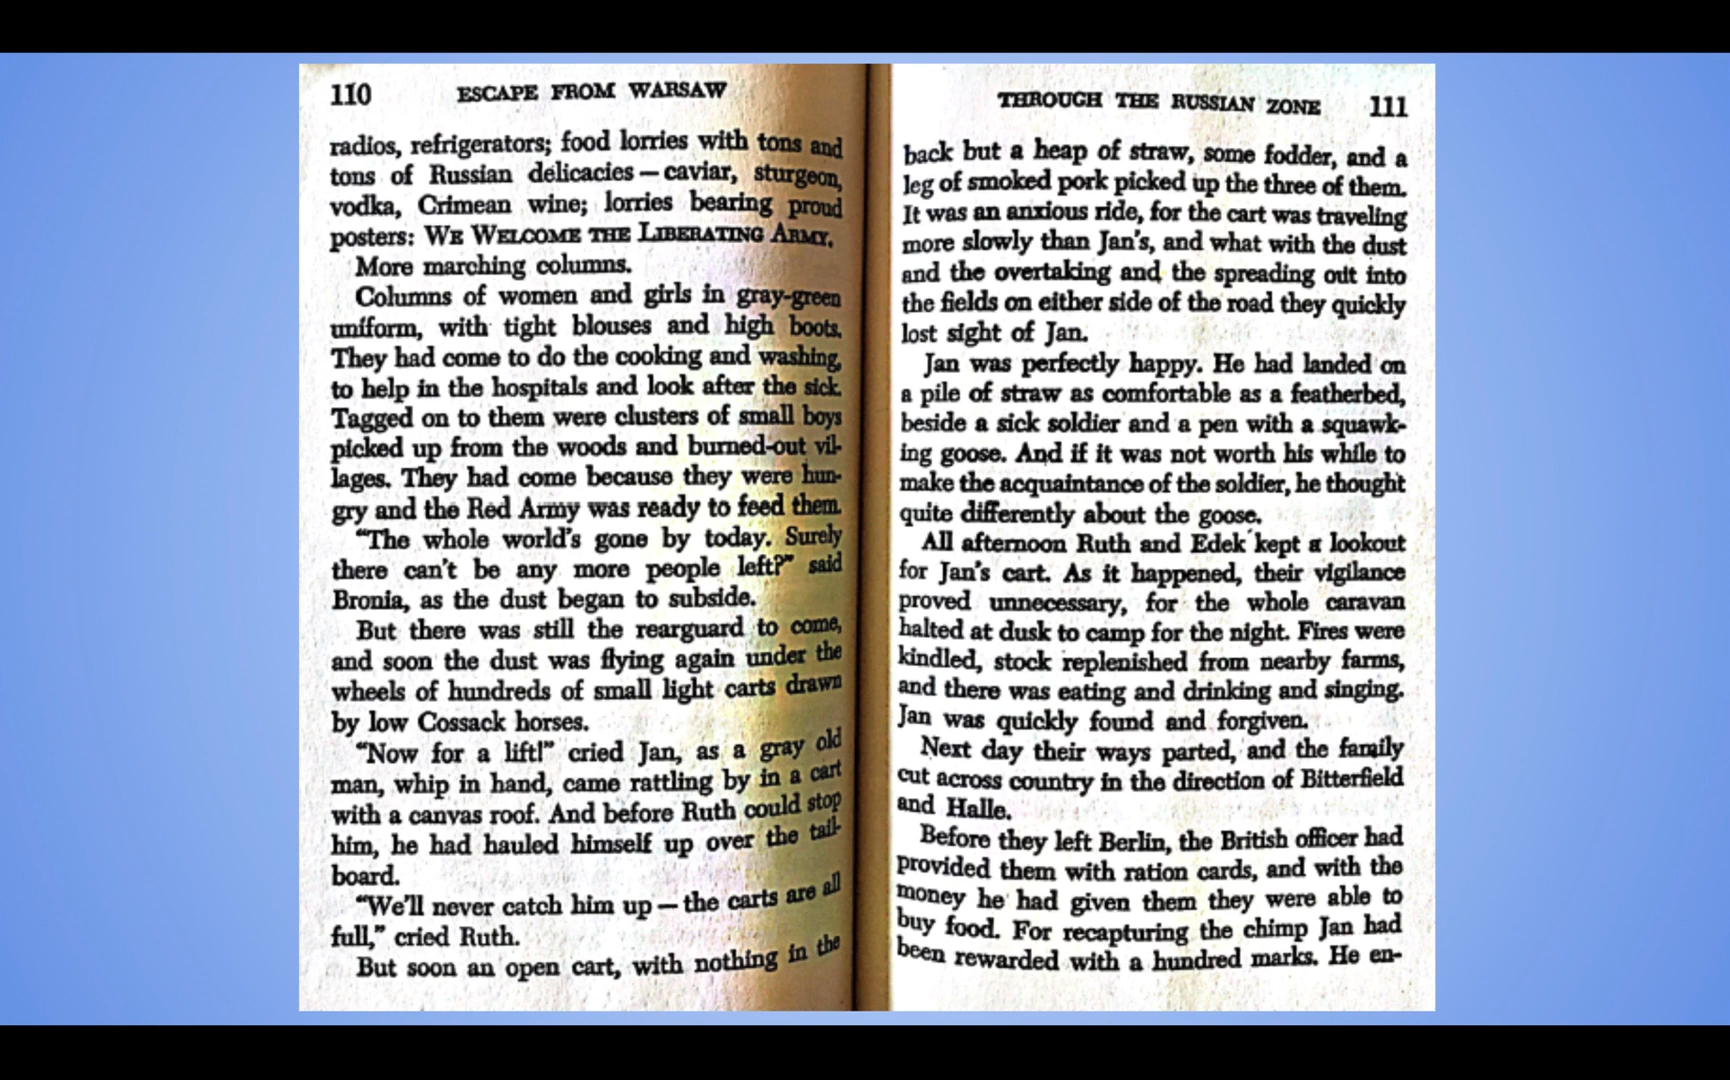 110 ESCAPE FROM WARSAW
radios, refrigerators; food lorries with tons and
tons of Russian delicacies — caviar, sturgeon,
vodka, Crimean wine; lorries bearing proud
posters: WE WELCOME THE LIBERATING ARMY.
More marching columns.
Columns of women and girls in gray-green
uniform, with tight blouses and high boots.
They had come to do the cooking and washing,
to help in the hospitals and look after the sick.
Tagged on to them were clusters of small boys
picked up from the woods and burned-out vil-
lages. They had come because they were hun-
gry and the Red Army was ready to feed them.
“The whole world’s gone by today. Surely
there can’t be any more people left?” said
Bronia, as the dust began to subside.
But there was still the rearguard to come,
and soon the dust was flying again under the
wheels of hundreds of small light carts drawn
by low Cossack horses.
“Now for a lift!” cried Jan, as a gray old
man, whip in hand, came rattling by in a cart
with a canvas roof. And before Ruth could stop
him, he had hauled himself up over the tail-
board.
“We’ll never catch him up — the carts are all
full,” cried Ruth.
But soon an open cart, with nothing in the
THROUGH THE RUSSIAN ZONE 111
back but a heap of straw, some fodder, and a
leg of smoked pork picked up the three of them.
It was an anxious ride, for the cart was traveling
more slowly than Jan’s, and what with the dust
and the overtaking and the spreading out into
the fields on either side of the road they quickly
lost sight of Jan.
Jan was perfectly happy. He had landed on
a pile of straw as comfortable as a featherbed,
beside a sick soldier and a pen with a squawk-
ing goose. And if it was not worth his while to
make the acquaintance of the soldier, he thought
quite differently about the goose.
All afternoon Ruth and Edek kept a lookout
for Jan’s cart. As it happened, their vigilance
proved unnecessary, for the whole caravan
halted at dusk to camp for the night. Fires were
kindled, stock replenished from nearby farms,
and there was eating and drinking and singing.
Jan was quickly found and forgiven.
Next day their ways parted, and the family
cut across country in the direction of Bitterfield
and Halle.
Before they left Berlin, the British officer had
provided them with ration cards, and with the
money he had given them they were able to
buy food. For recapturing the chimp Jan had
been rewarded with a hundred marks. He en-